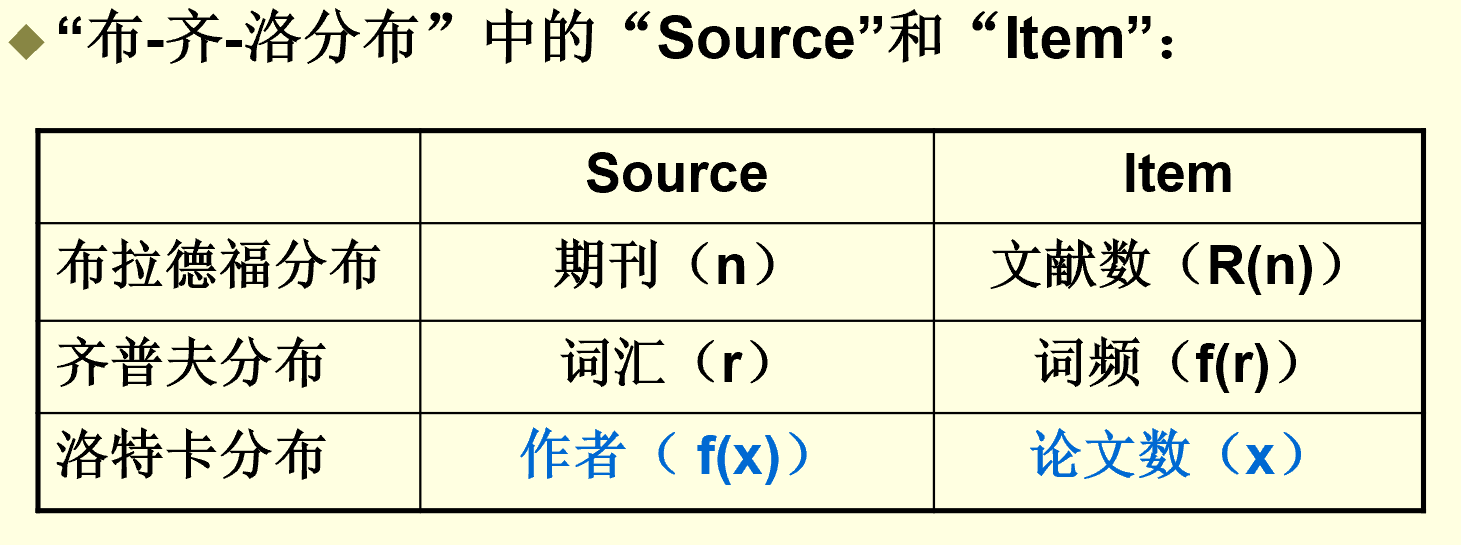 “布-齐-洛分布”中的“Source”和“Item”：
Source Item
布拉德福分布 期刊（n） 文献数（R(n)）
齐普夫分布 词汇（r） 词频（f(r)）
洛特卡分布 作者（ f(x)） 论文数（x）